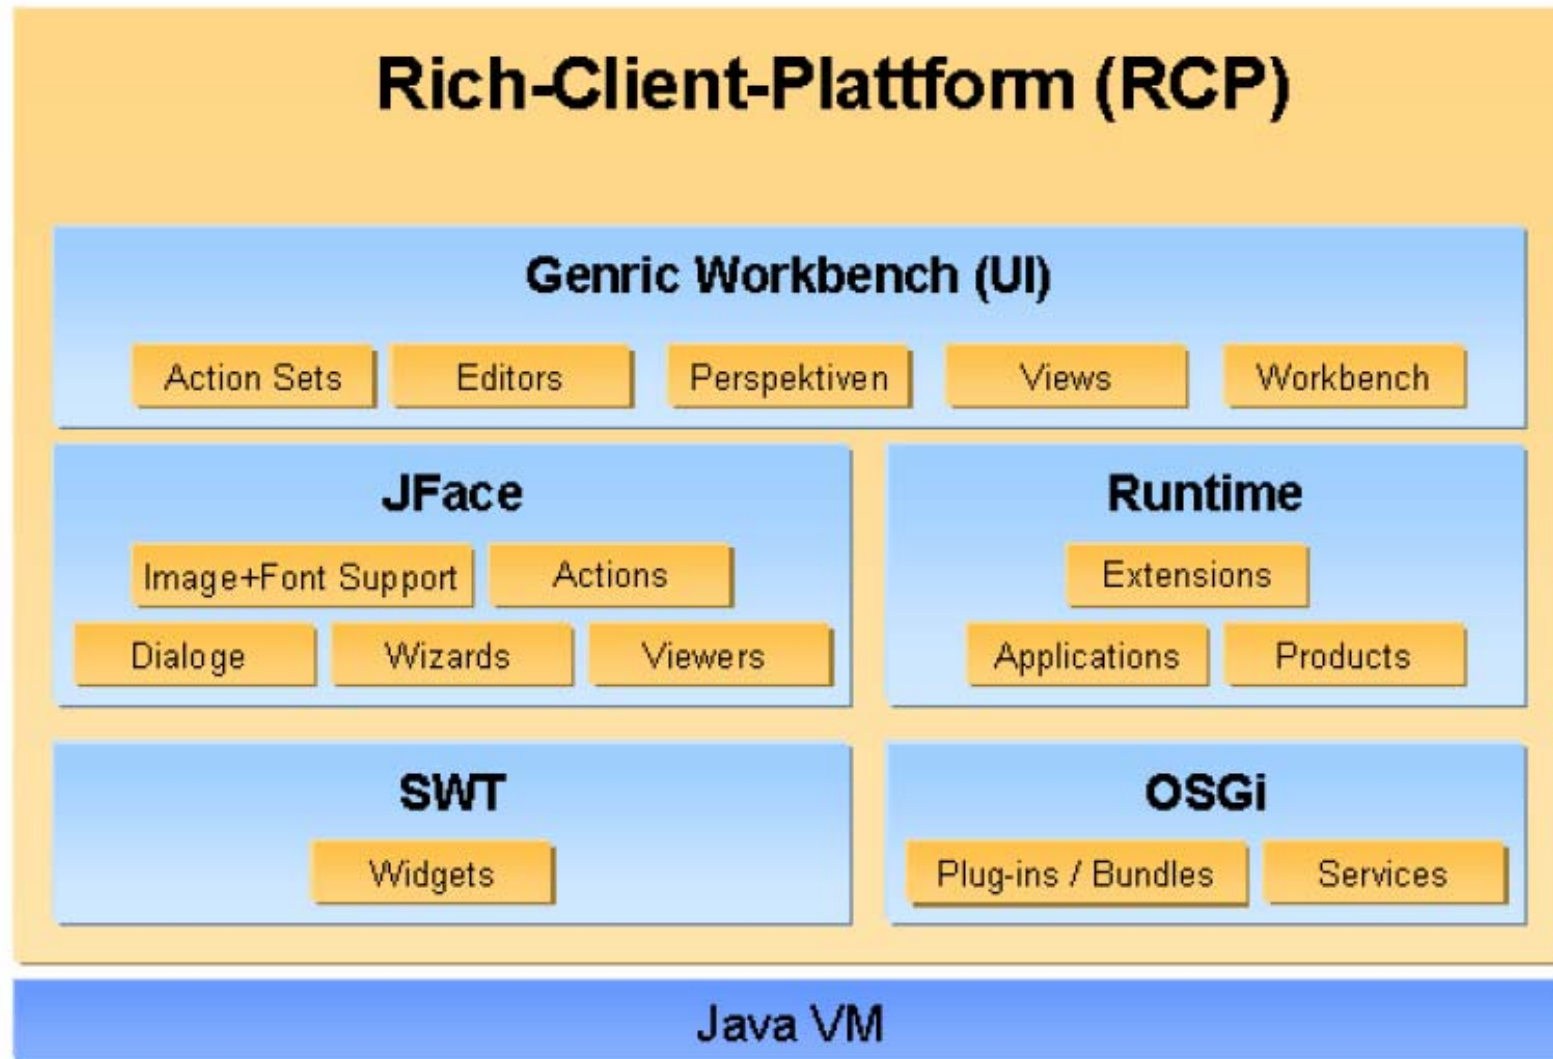 Rich-Client-Plattform (RCP)
Genric Workbench (UI)
Action Sets
Editors
Perspektiven
Views
Workbench
JFace
Image+Font Support
Actions
Dialoge
Wizards
Viewers
Runtime
Extensions
Applications
Products
SWT
Widgets
OSGi
Plug-ins / Bundles
Services
Java VM